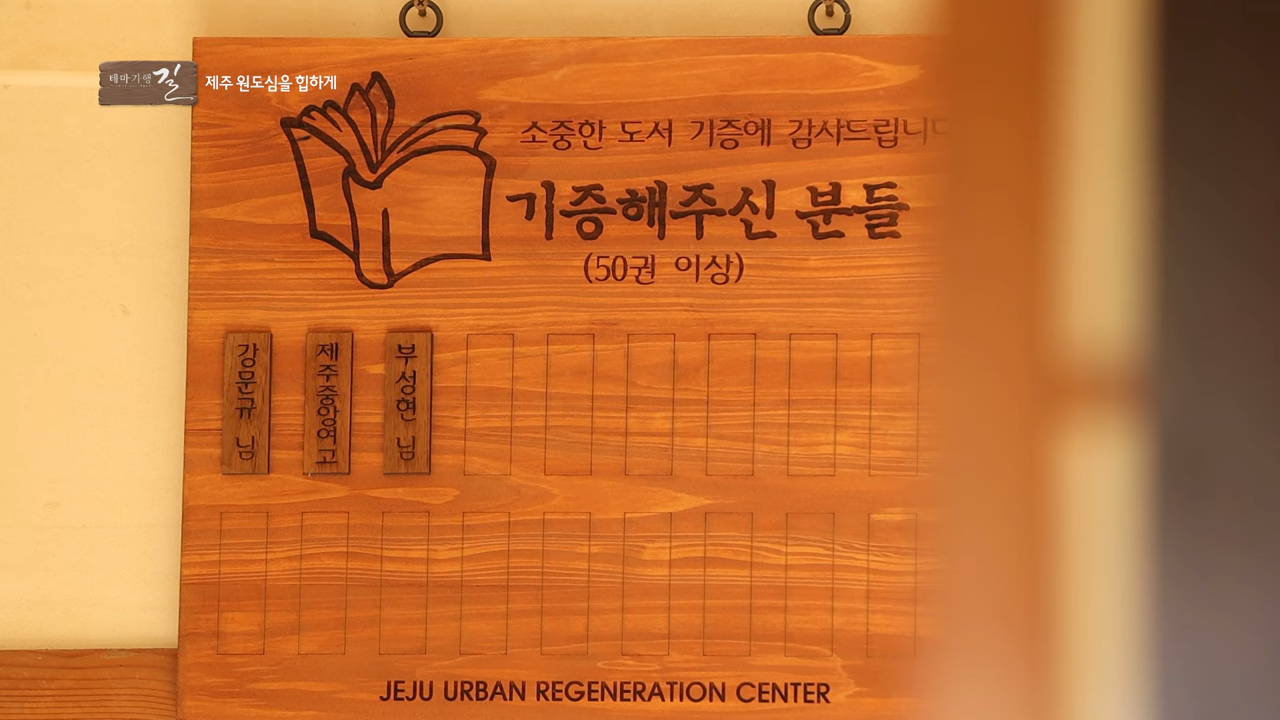 테마기행 길
제주 원도심을 힙하게
소중한 도서 기증에 감사드립니다
기증해주신 분들
(50권 이상)
강문규 님
제주중앙여고
부성현 님
JEJU URBAN REGENERATION CENTER